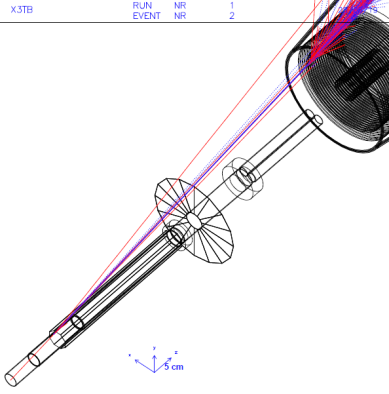 X3TB
RUN NR 1
EVENT NR 2
y
x
z
5 cm